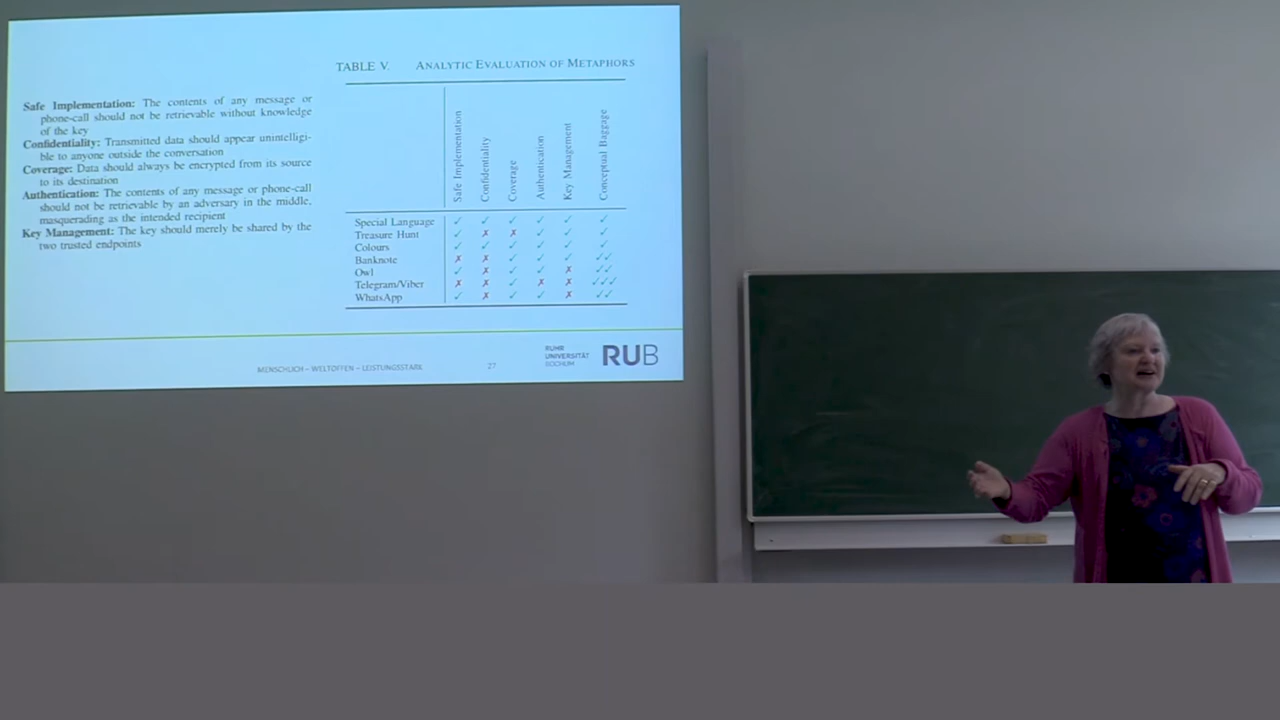 TABLE V. ANALYTIC EVALUATION OF METAPHORS
Safe Implementation: The contents of any message or
phone-call should not be retrievable without knowledge
of the key
Confidentiality: Transmitted data should appear unintelligi-
ble to anyone outside the conversation
Coverage: Data should always be encrypted from its source
to its destination
Authentication: The contents of any message or phone-call
should not be retrievable by an adversary in the middle,
masquerading as the intended recipient
Key Management: The key should merely be shared by the
two trusted endpoints
Safe Implementation
Confidentiality
Coverage
Authentication
Key Management
Conceptual Baggage
Special Language ✓ ✓ ✓ ✓ ✓ ✓
Treasure Hunt ✓ ✗ ✗ ✓ ✓ ✓
Colours ✓ ✓ ✓ ✓ ✓ ✓
Banknote ✗ ✗ ✓ ✓ ✓ ✓✓
Owl ✓ ✗ ✓ ✓ ✗ ✓✓
Telegram/Viber ✗ ✗ ✓ ✗ ✗ ✓✓✓
WhatsApp ✓ ✗ ✓ ✓ ✗ ✓✓
MENSCHLICH – WELTOFFEN – LEISTUNGSSTARK
27
RUHR
UNIVERSITÄT
BOCHUM
RUB